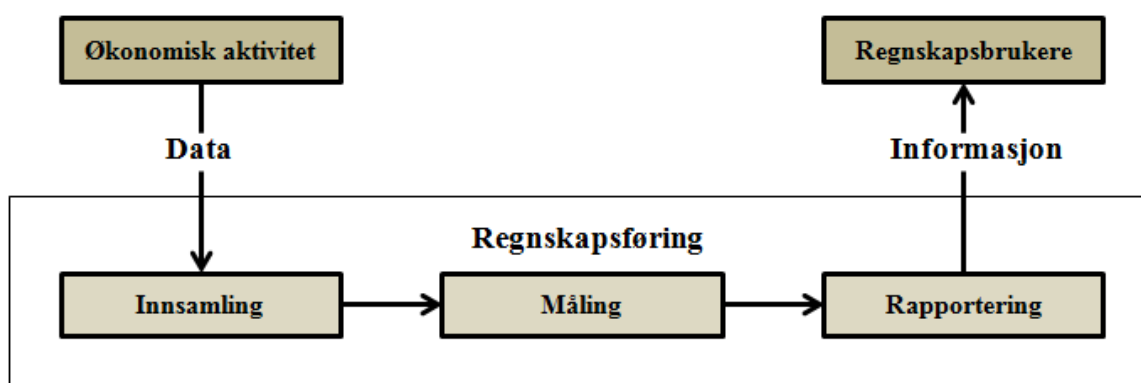 Økonomisk aktivitet
Regnskapsbrukere
Data
Informasjon
Regnskapsføring
Innsamling
Måling
Rapportering